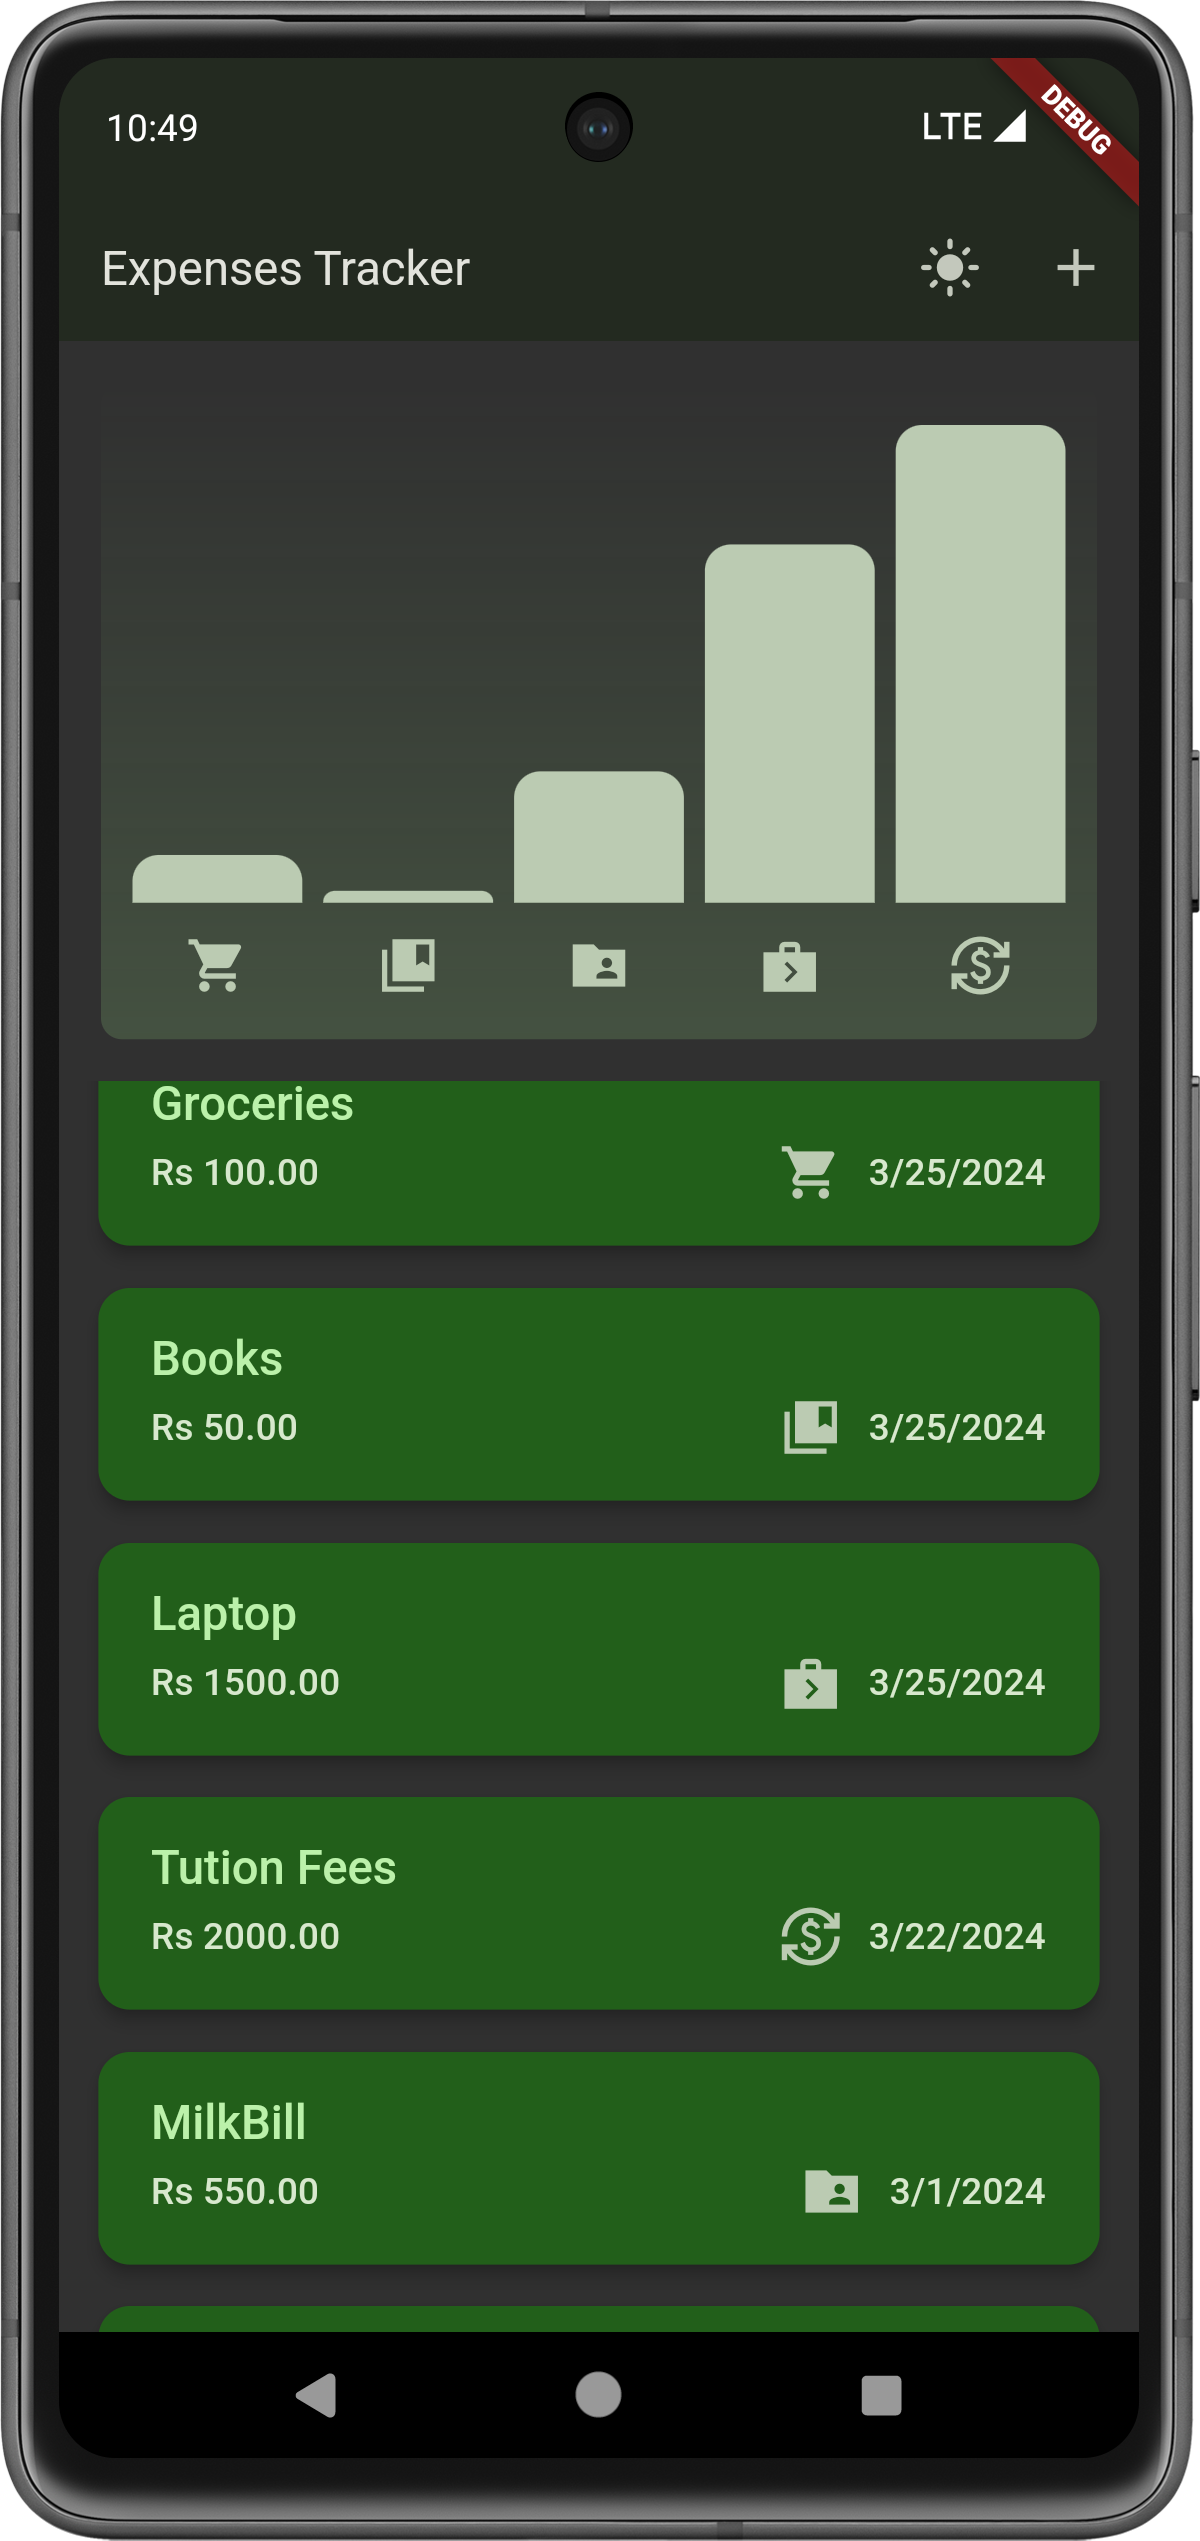 10:49
LTE
DEBUG
Expenses Tracker
Groceries
Rs 100.00
3/25/2024
Books
Rs 50.00
3/25/2024
Laptop
Rs 1500.00
3/25/2024
Tution Fees
Rs 2000.00
3/22/2024
MilkBill
Rs 550.00
3/1/2024